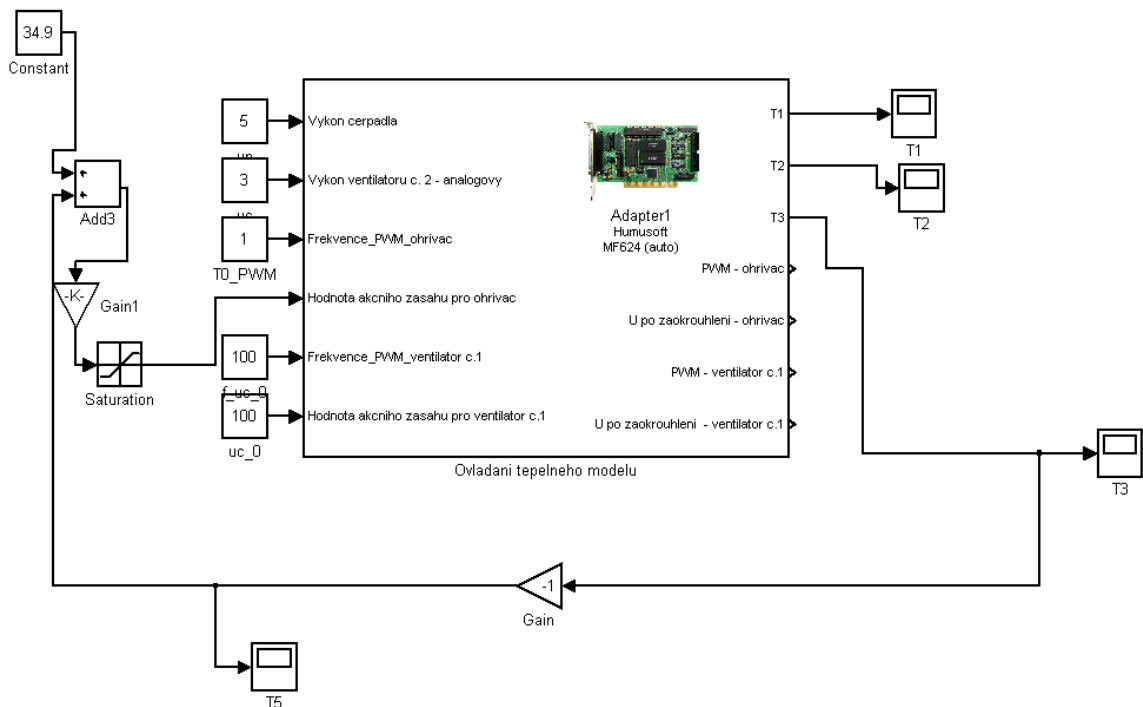 34.9
Constant
Add3
-K-
Gain1
Saturation
5
3
1
T0_PWM
100
f_uc_0
100
uc_0
Vykon cerpadla
Vykon ventilatoru c. 2 - analogovy
Frekvence_PWM_ohrivac
Hodnota akcniho zasahu pro ohrivac
Frekvence_PWM_ventilator c.1
Hodnota akcniho zasahu pro ventilator c.1
Adapter1
Humusoft
MF624 (auto)
T1
T2
T3
PWM - ohrivac
U po zaokrouhleni - ohrivac
PWM - ventilator c.1
U po zaokrouhleni - ventilator c.1
Ovladani tepelneho modelu
T1
T2
T3
-1
Gain
T5